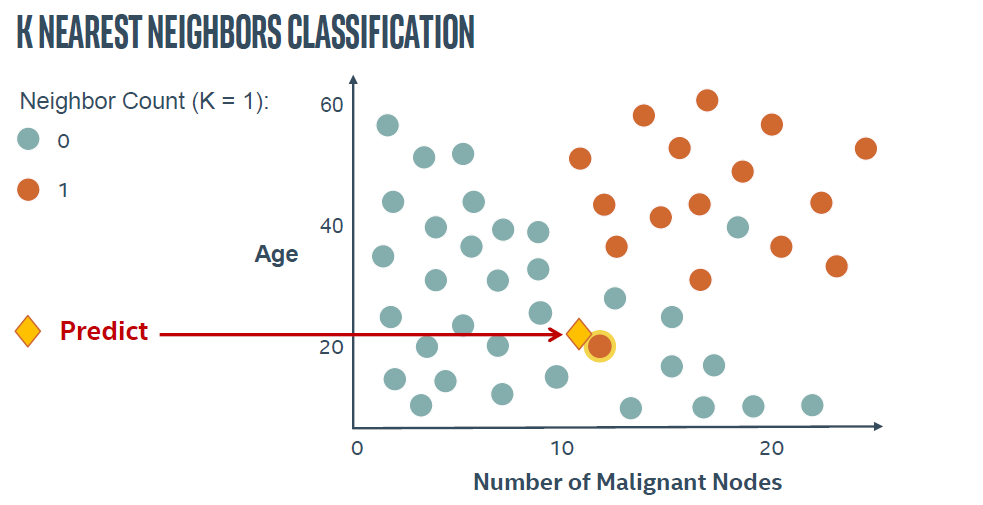 K NEAREST NEIGHBORS CLASSIFICATION
Neighbor Count (K = 1):
0
1
60
40
Age
Predict
20
0
10
20
Number of Malignant Nodes